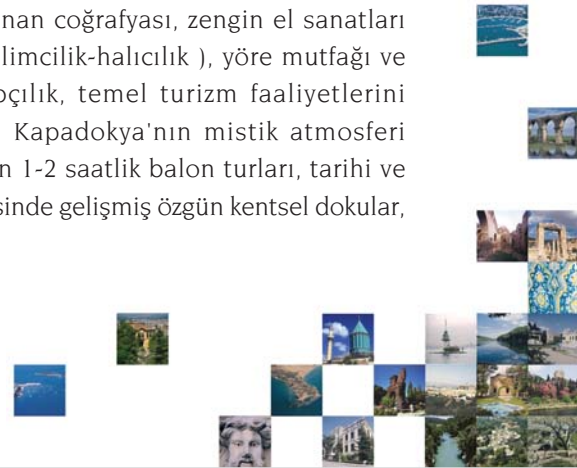 nan coğrafyası, zengin el sanatları
limcilik-halıcılık ), yöre mutfağı ve
çılık, temel turizm faaliyetlerini
Kapadokya'nın mistik atmosferi
n 1-2 saatlik balon turları, tarihi ve
sinde gelişmiş özgün kentsel dokular,